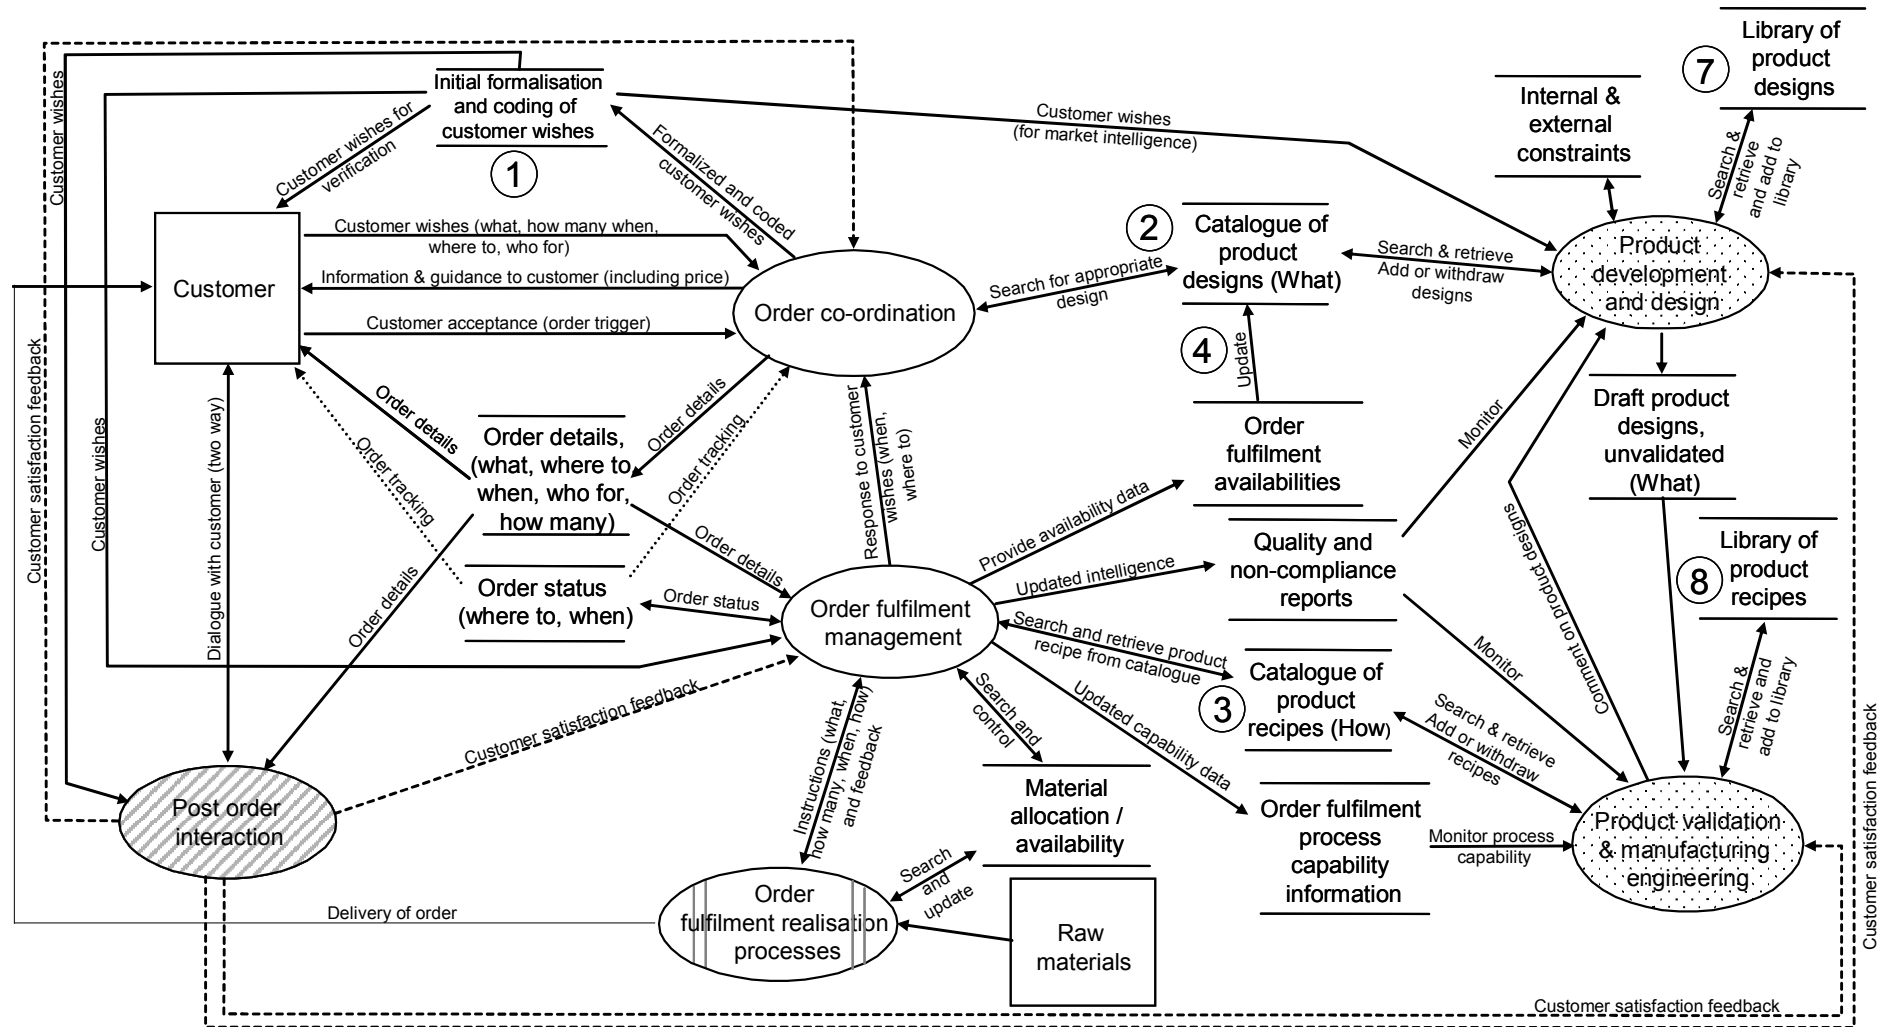 Library of
product
designs
7
Initial formalisation
and coding of
customer wishes
1
Internal &
external
constraints
Customer wishes
(for market intelligence)
Search &
retrieve
and add to
library
Customer wishes
Customer wishes for
verification
Formalized and coded
customer wishes
Customer wishes (what, how many when,
where to, who for)
Customer
Information & guidance to customer (including price)
Customer acceptance (order trigger)
Order co-ordination
2
Catalogue of
product
designs (What)
Search for appropriate
design
Search & retrieve
Add or withdraw
designs
Product
development
and design
4
Update
Customer satisfaction feedback
Customer wishes
Dialogue with customer (two way)
Order details
Order tracking
Order details,
(what, where to
when, who for,
how many)
Order details
Order tracking
Response to customer
wishes (when,
where to)
Order
fulfilment
availabilities
Monitor
Draft product
designs,
unvalidated
(What)
Comment on product designs
Provide availability data
Order details
Order details
Order status
(where to, when)
Order status
Order fulfilment
management
Updated intelligence
Quality and
non-compliance
reports
Library of
product
recipes
8
Search and retrieve product
recipe from catalogue
Monitor
Catalogue of
product
recipes (How)
3
Search &
retrieve and
add to library
Search & retrieve
Add or withdraw
recipes
Customer satisfaction feedback
Search and
control
Updated capability data
Instructions (what,
how many, when, how)
and feedback
Post order
interaction
Material
allocation /
availability
Order fulfilment
process
capability
information
Monitor process
capability
Product validation
& manufacturing
engineering
Customer satisfaction feedback
Search
and
update
Order
fulfilment realisation
processes
Delivery of order
Raw
materials
Customer satisfaction feedback